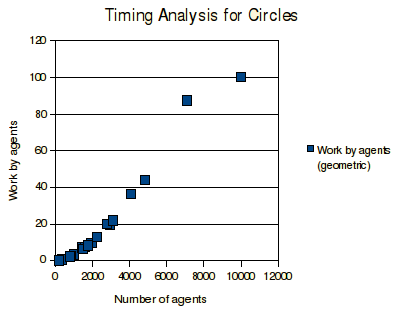 Timing Analysis for Circles
120
100
80
60
40
20
0
Work by agents
0 2000 4000 6000 8000 10000 12000
Number of agents
Work by agents
(geometric)